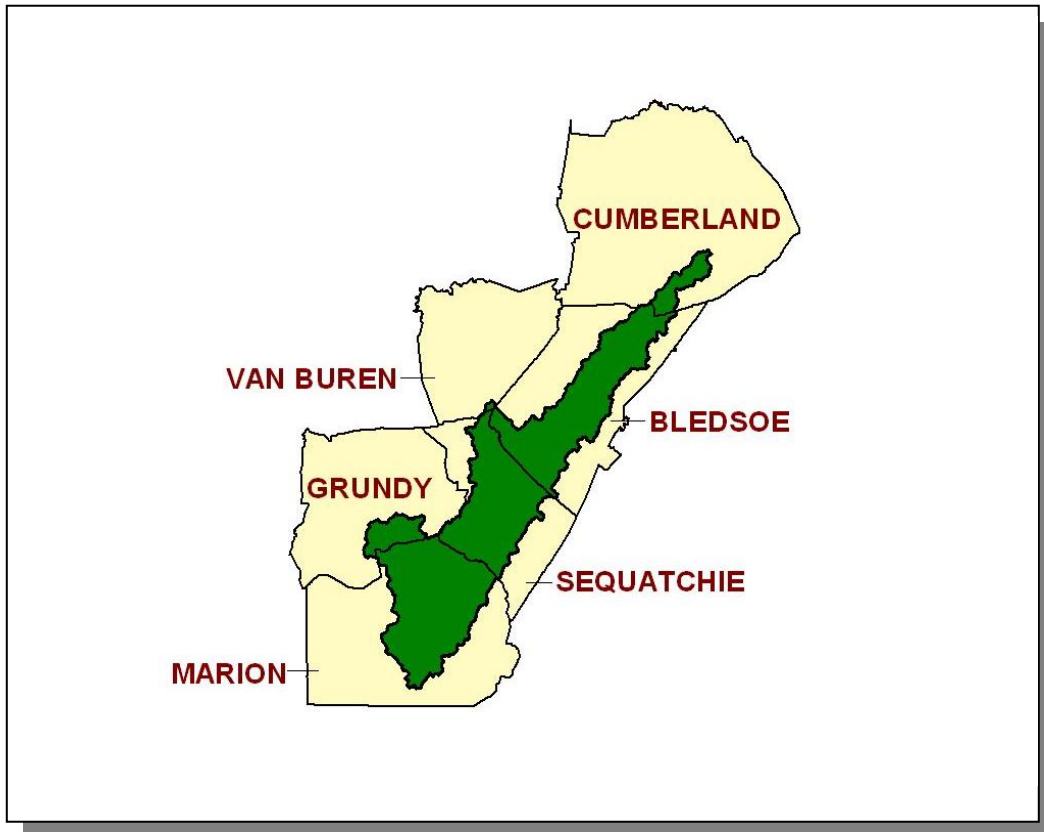 CUMBERLAND
VAN BUREN
BLEDSOE
GRUNDY
SEQUATCHIE
MARION